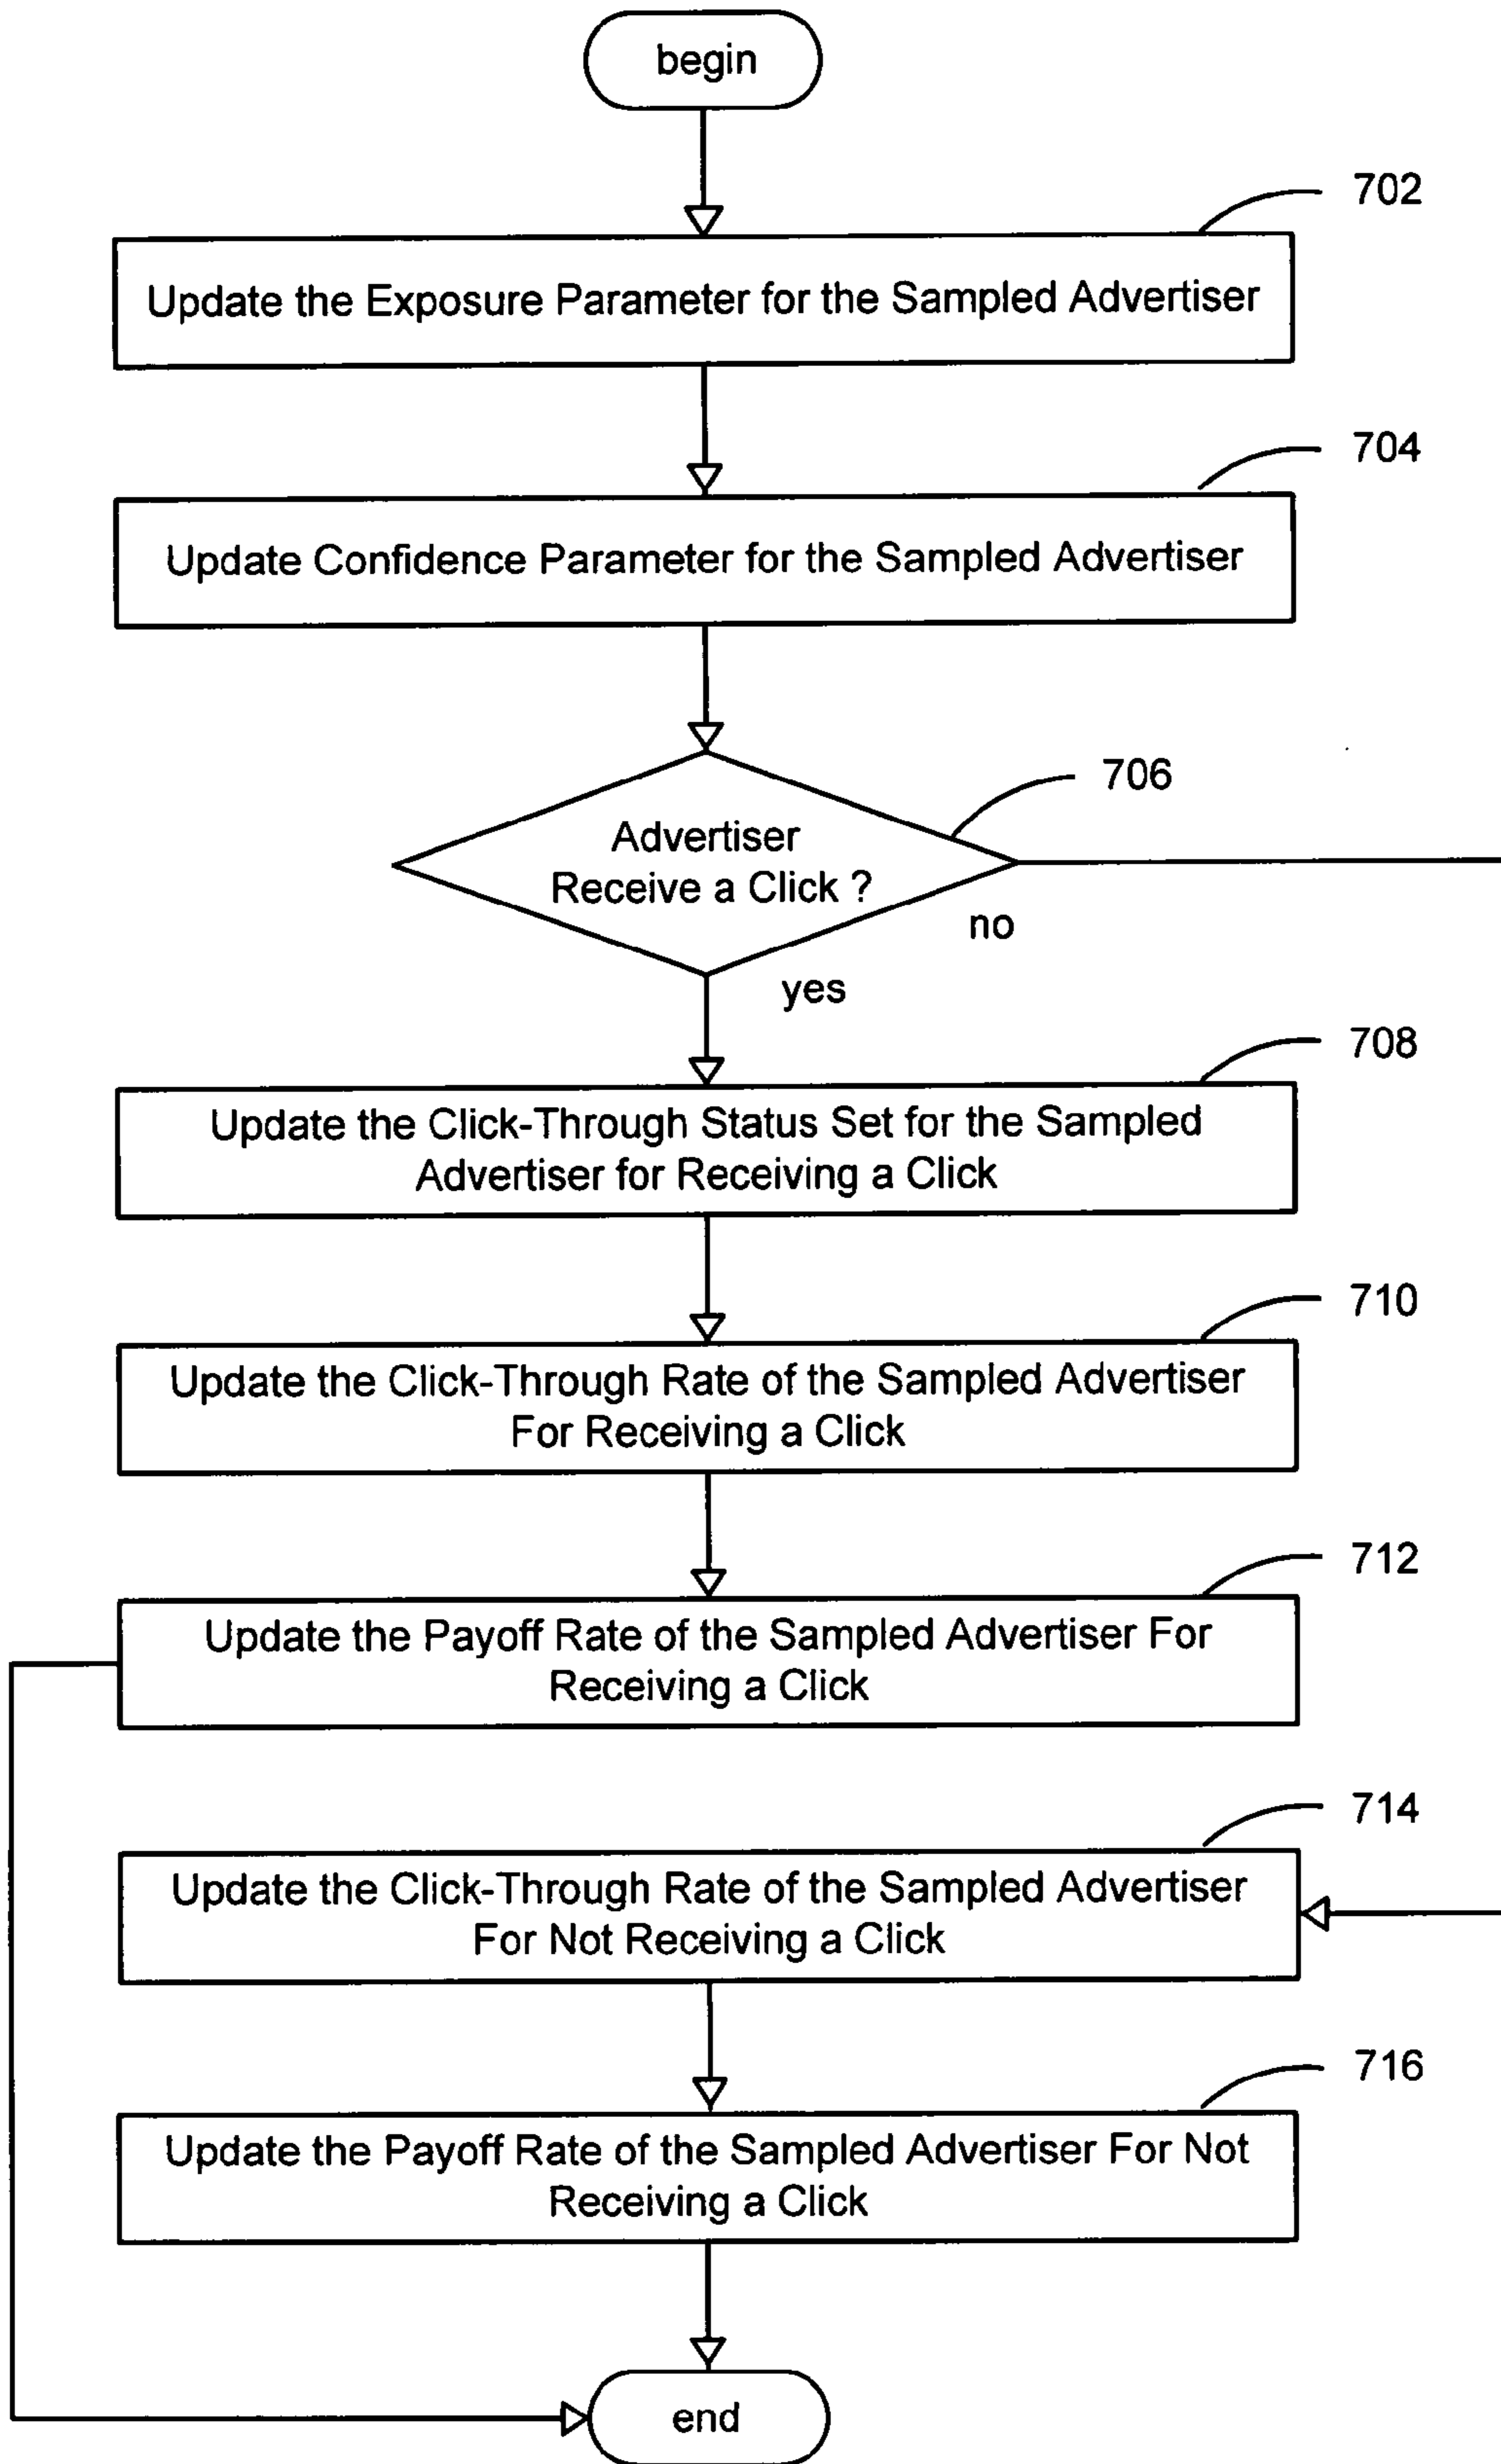 begin
702
Update the Exposure Parameter for the Sampled Advertiser
704
Update Confidence Parameter for the Sampled Advertiser
706
Advertiser
Receive a Click ?
no
yes
708
Update the Click-Through Status Set for the Sampled
Advertiser for Receiving a Click
710
Update the Click-Through Rate of the Sampled Advertiser
For Receiving a Click
712
Update the Payoff Rate of the Sampled Advertiser For
Receiving a Click
714
Update the Click-Through Rate of the Sampled Advertiser
For Not Receiving a Click
716
Update the Payoff Rate of the Sampled Advertiser For Not
Receiving a Click
end